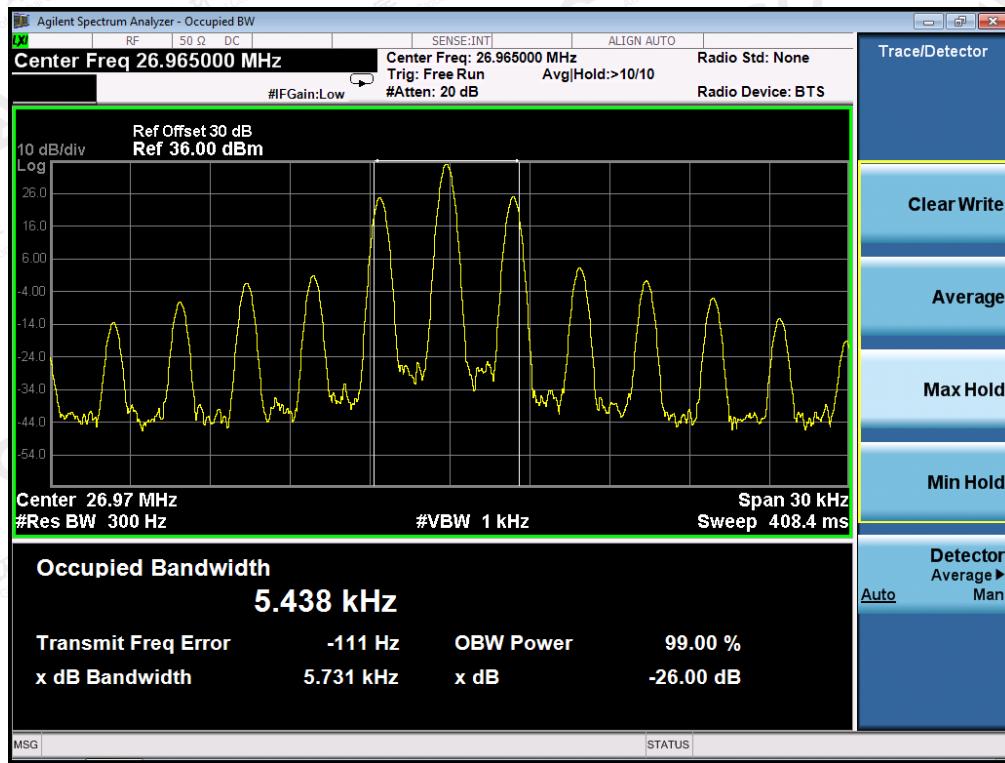 Agilent Spectrum Analyzer - Occupied BW
LXI RF 50 Ω DC SENSE:INT ALIGN AUTO
Center Freq 26.965000 MHz
#IFGain:Low
Center Freq: 26.965000 MHz
Trig: Free Run Avg|Hold:>10/10
#Atten: 20 dB
Radio Std: None
Radio Device: BTS
Ref Offset 30 dB
10 dB/div Ref 36.00 dBm
Log
26.0
16.0
6.00
-4.00
-14.0
-24.0
-34.0
-44.0
-54.0
Center 26.97 MHz Span 30 kHz
#Res BW 300 Hz #VBW 1 kHz Sweep 408.4 ms
Occupied Bandwidth
5.438 kHz
Transmit Freq Error -111 Hz OBW Power 99.00 %
x dB Bandwidth 5.731 kHz x dB -26.00 dB
MSG STATUS
Trace/Detector
Clear Write
Average
Max Hold
Min Hold
Detector
Average
Auto Man